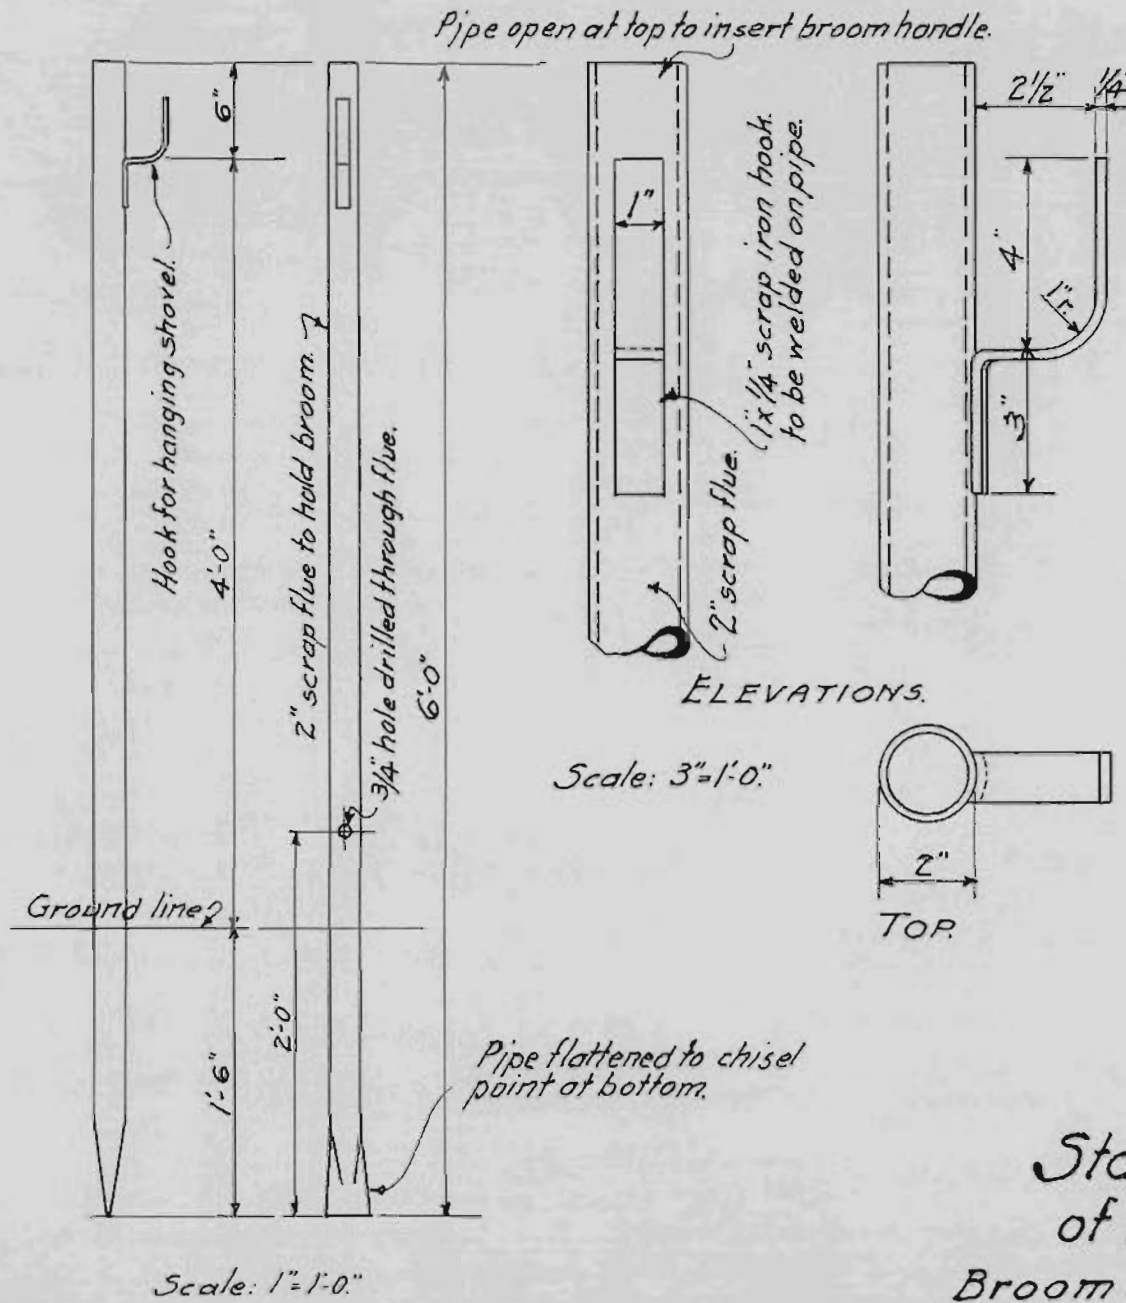 Pipe open at top to insert broom handle.
6"
Hook for hanging shovel.
4'-0"
2" scrap flue to hold broom.
3/4" hole drilled through flue.
6'-0"
1"
1" x 1/4" scrap iron hook.
to be welded on pipe.
2" scrap flue.
2 1/2"
1/4"
4"
1" r.
3"
ELEVATIONS.
Scale: 3"=1'-0."
2"
TOP.
Ground line
2'-0"
1'-6"
Pipe flattened to chisel
point at bottom.
Scale: 1"=1'-0."
of
Broom